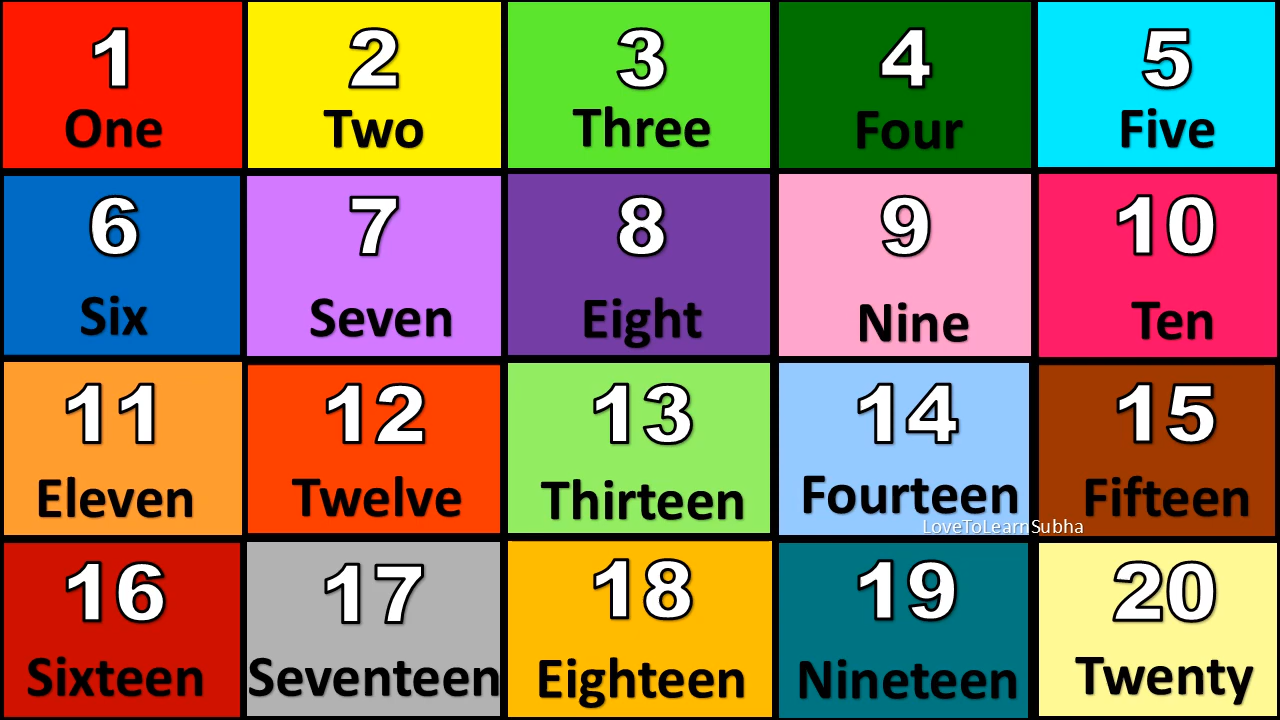 1 2 3 4 5
One Two Three Four Five
6 7 8 9 10
Six Seven Eight Nine Ten
11 12 13 14 15
Eleven Twelve Thirteen Fourteen Fifteen
LoveToLearnSubha
16 17 18 19 20
Sixteen Seventeen Eighteen Nineteen Twenty